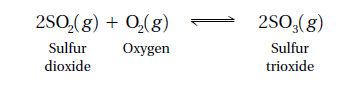 2SO₂(g) + O₂(g) ⇌ 2SO₃(g)
Sulfur Oxygen Sulfur
dioxide trioxide